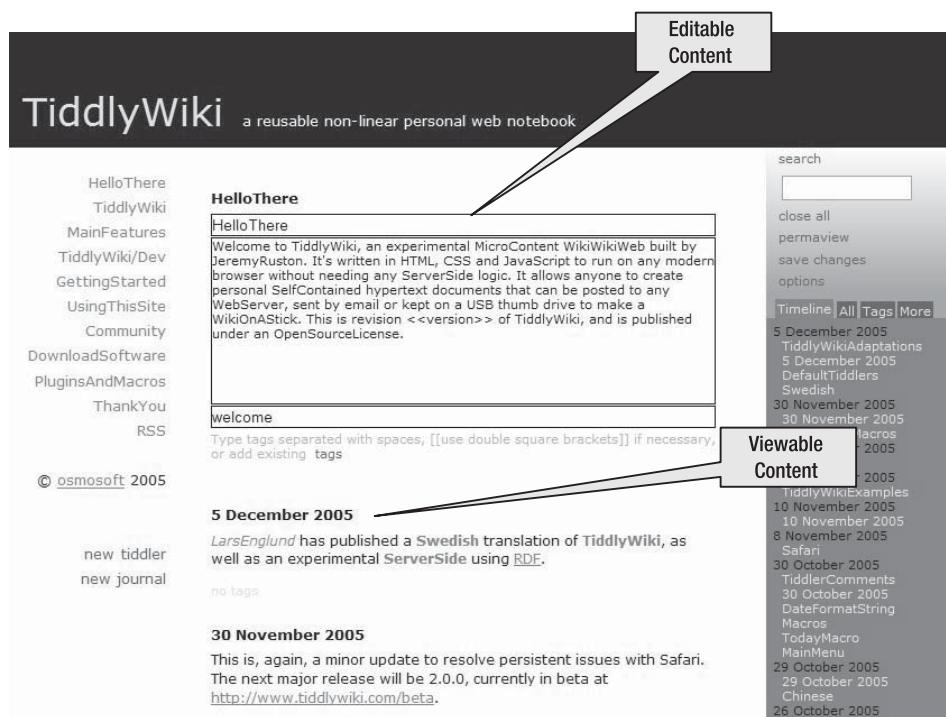 Editable
Content
TiddlyWiki a reusable non-linear personal web notebook
HelloThere
TiddlyWiki
MainFeatures
TiddlyWiki/Dev
GettingStarted
UsingThisSite
Community
DownloadSoftware
PluginsAndMacros
ThankYou
RSS
© osmosoft 2005
new tiddler
new journal
HelloThere
HelloThere
Welcome to TiddlyWiki, an experimental MicroContent WikiWikiWeb built by
JeremyRuston. It's written in HTML, CSS and JavaScript to run on any modern
browser without needing any ServerSide logic. It allows anyone to create
personal SelfContained hypertext documents that can be posted to any
WebServer, sent by email or kept on a USB thumb drive to make a
WikiOnAStick. This is revision <<version>> of TiddlyWiki, and is published
under an OpenSourceLicense.
welcome
Type tags separated with spaces, [[use double square brackets]] if necessary,
or add existing tags
Viewable
Content
5 December 2005
LarsEnglund has published a Swedish translation of TiddlyWiki, as
well as an experimental ServerSide using RDF.
no tags
30 November 2005
This is, again, a minor update to resolve persistent issues with Safari.
The next major release will be 2.0.0, currently in beta at
http://www.tiddlywiki.com/beta.
search
close all
permaview
save changes
options
Timeline All Tags More
5 December 2005
TiddlyWikiAdaptations
5 December 2005
DefaultTiddlers
Swedish
30 November 2005
30 November 2005
acros
2005
2005
TiddlyWikiExamples
10 November 2005
10 November 2005
8 November 2005
Safari
30 October 2005
TiddlerComments
30 October 2005
DateFormatString
Macros
TodayMacro
MainMenu
29 October 2005
29 October 2005
Chinese
26 October 2005